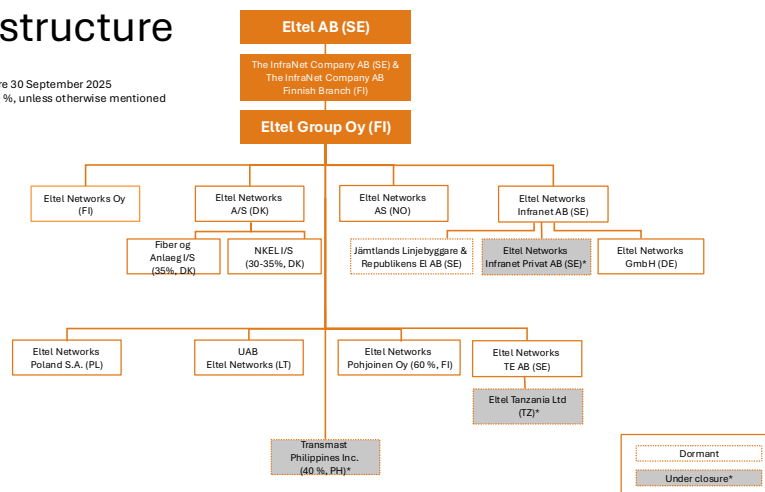 structure
re 30 September 2025
%, unless otherwise mentioned
Eltel AB (SE)
The InfraNet Company AB (SE) &
The InfraNet Company AB
Finnish Branch (FI)
Eltel Group Oy (FI)
Eltel Networks Oy
(FI)
Eltel Networks
A/S (DK)
Eltel Networks
AS (NO)
Eltel Networks
Infranet AB (SE)
Fiber og
Anlaeg I/S
(35%, DK)
NKEL I/S
(30-35%, DK)
Jämtlands Linjebyggare &
Republikens El AB (SE)
Eltel Networks
Infranet Privat AB (SE)*
Eltel Networks
GmbH (DE)
Eltel Networks
Poland S.A. (PL)
UAB
Eltel Networks (LT)
Eltel Networks
Pohjoinen Oy (60 %, FI)
Eltel Networks
TE AB (SE)
Eltel Tanzania Ltd
(TZ)*
Transmast
Philippines Inc.
(40 %, PH)*
Dormant
Under closure*